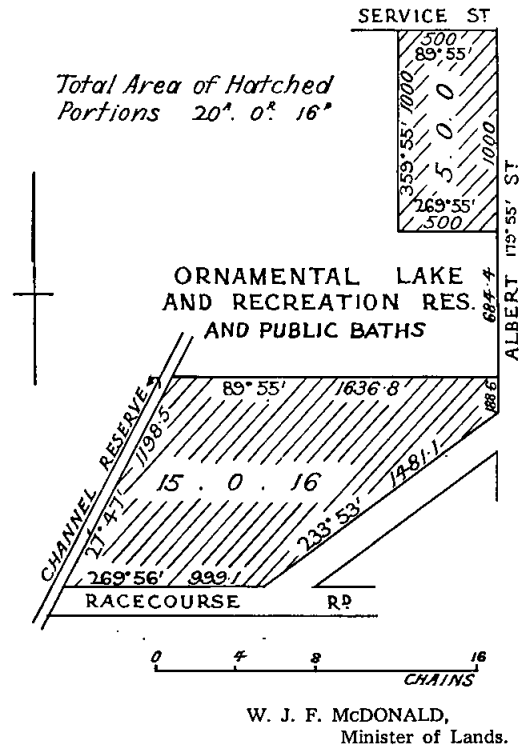 SERVICE ST
500
89°55'
Total Area of Hatched
Portions 20ᴬ. 0ᴿ. 16ᴾ
359°55' 1000
5.0.0
1000
269°55'
500
ALBERT 179°55' ST
684·4
ORNAMENTAL LAKE
AND RECREATION RES.
AND PUBLIC BATHS
188·6
89°55' 1636·8
CHANNEL RESERVE
27°47' 1198·5
15.0.16
233°53' 1481·1
269°56' 999·1
RACECOURSE RD
0 4 8 16
CHAINS
W. J. F. McDONALD,
Minister of Lands.